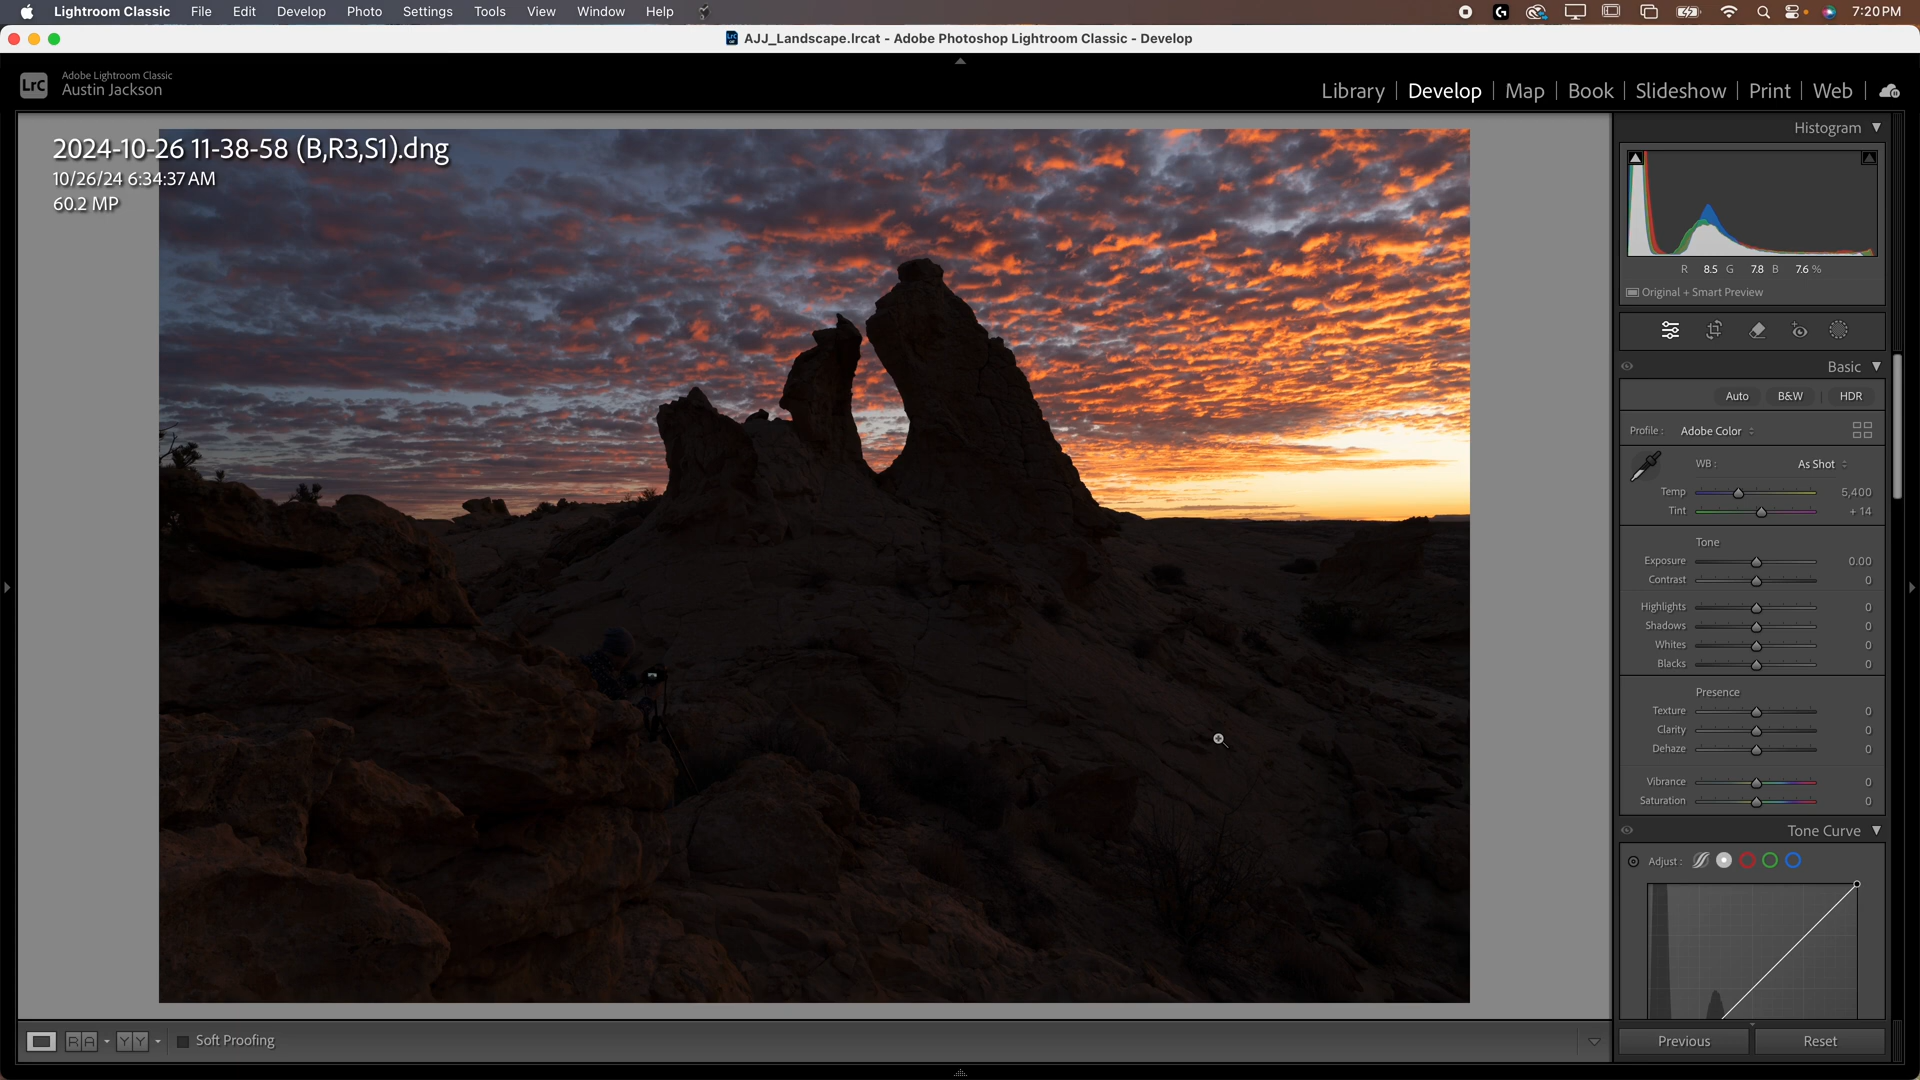 Lightroom Classic File Edit Develop Photo Settings Tools View Window Help 7:20 PM
LrC AJJ_Landscape.lrcat - Adobe Photoshop Lightroom Classic - Develop
LrC Adobe Lightroom Classic
Austin Jackson
Library | Develop | Map | Book | Slideshow | Print | Web
2024-10-26 11-38-58 (B,R3,S1).dng
10/26/24 6:34:37 AM
60.2 MP
Histogram
R 8.5 G 7.8 B 7.6 %
Original + Smart Preview
Basic
Auto B&W HDR
Profile : Adobe Color
WB : As Shot
Temp 5,400
Tint + 14
Tone
Exposure 0.00
Contrast 0
Highlights 0
Shadows 0
Whites 0
Blacks 0
Presence
Texture 0
Clarity 0
Dehaze 0
Vibrance 0
Saturation 0
Tone Curve
Adjust :
R A Y Y Soft Proofing
Previous Reset